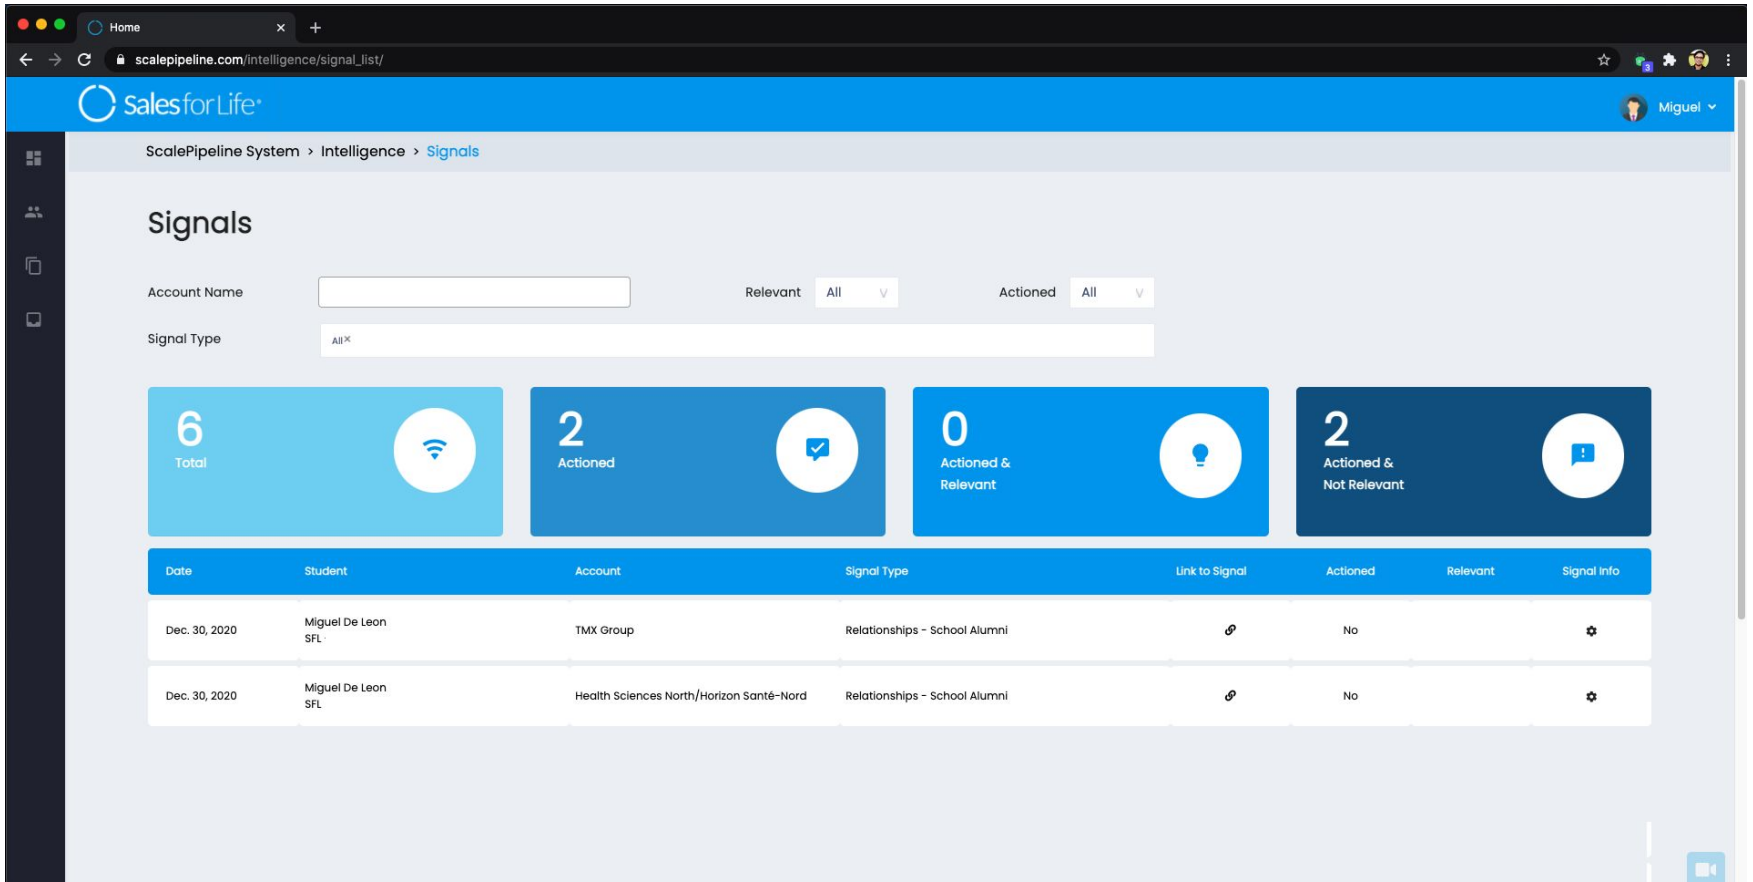 Home
scalepipeline.com/intelligence/signal_list/
3
Sales for Life
Miguel
ScalePipeline System > Intelligence > Signals
Signals
Account Name
Relevant All
Actioned All
Signal Type
All×
6
Total
2
Actioned
0
Actioned &
Relevant
2
Actioned &
Not Relevant
Date Student Account Signal Type Link to Signal Actioned Relevant Signal Info
Dec. 30, 2020 Miguel De Leon TMX Group Relationships - School Alumni No
SFL
Dec. 30, 2020 Miguel De Leon Health Sciences North/Horizon Santé-Nord Relationships - School Alumni No
SFL